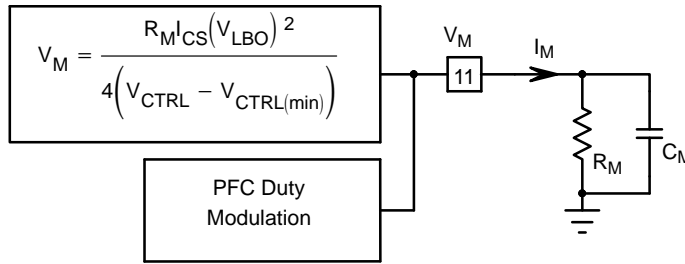 V_M = R_M I_CS (V_LBO)² / 4(V_CTRL − V_CTRL(min))
V_M
I_M
11
R_M
C_M
PFC Duty
Modulation